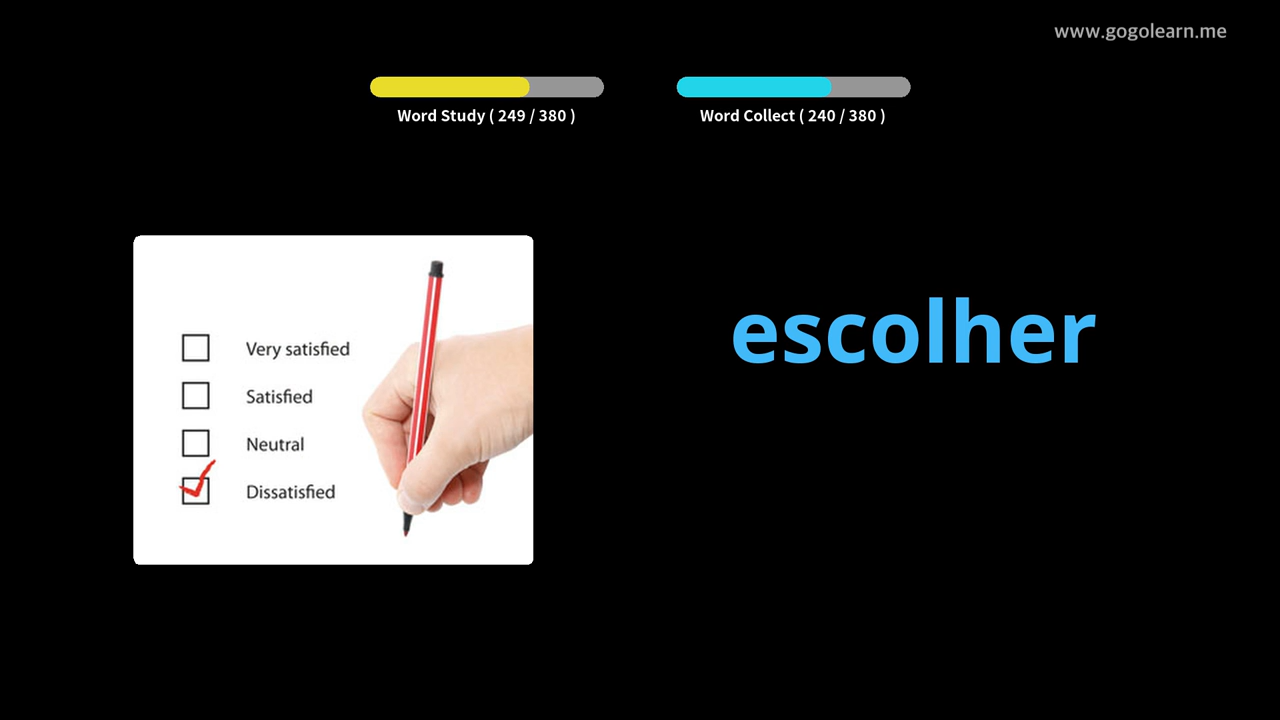 www.gogolearn.me
Word Study ( 249 / 380 )
Word Collect ( 240 / 380 )
Very satisfied
Satisfied
Neutral
Dissatisfied
escolher